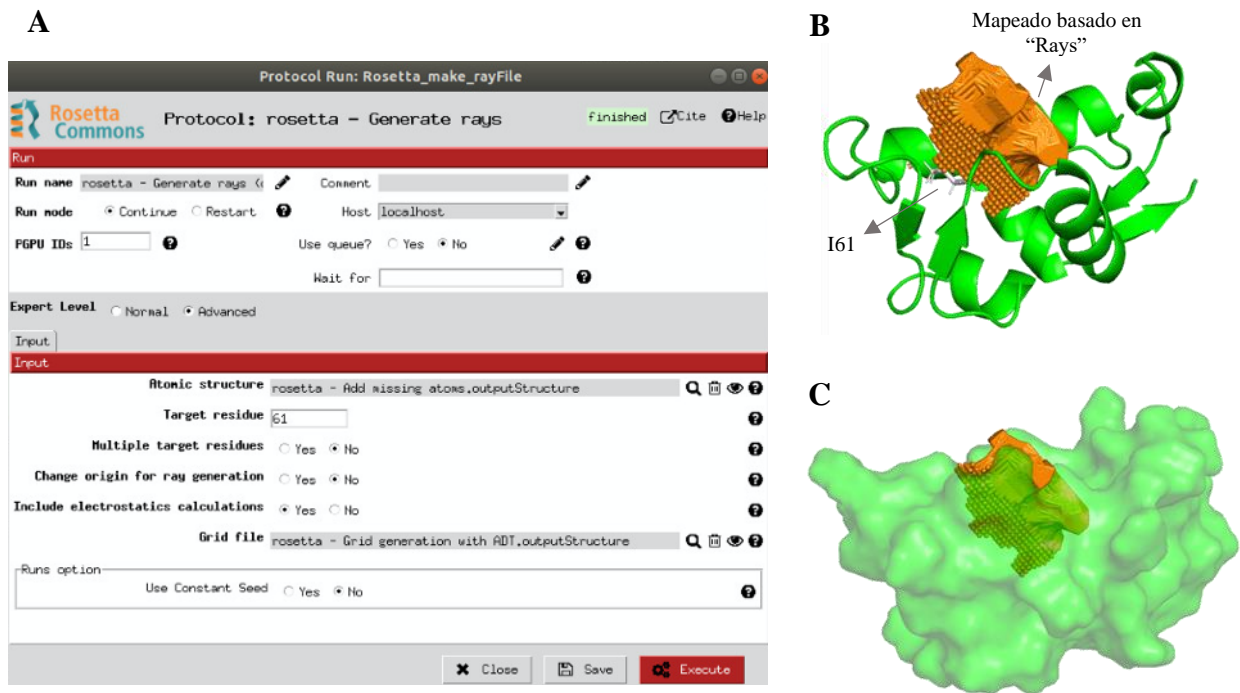 A
Protocol Run: Rosetta_make_rayFile
Rosetta Commons
Protocol: rosetta - Generate rays
finished
Cite
Help
Run
Run name rosetta - Generate rays (
Comment
Run mode Continue Restart
Host localhost
PGPU IDs 1
Use queue? Yes No
Wait for
Expert Level Normal Advanced
Input
Input
Atomic structure rosetta - Add missing atoms.outputStructure
Target residue 61
Multiple target residues Yes No
Change origin for ray generation Yes No
Include electrostatics calculations Yes No
Grid file rosetta - Grid generation with ADT.outputStructure
Runs option
Use Constant Seed Yes No
Close Save Execute
B
Mapeado basado en
“Rays”
I61
C